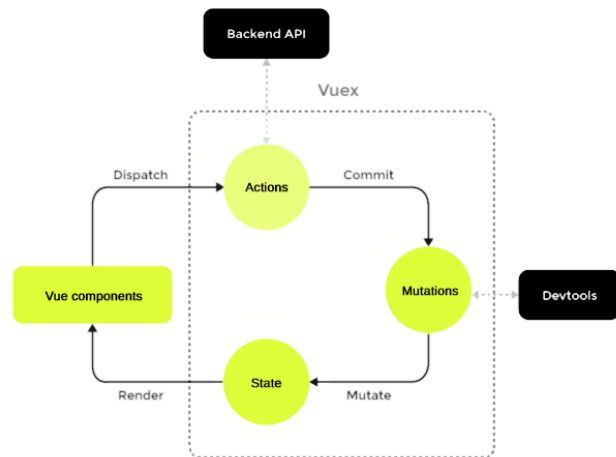 Backend API
Vuex
Dispatch
Actions
Commit
Vue components
Mutations
Devtools
State
Render
Mutate